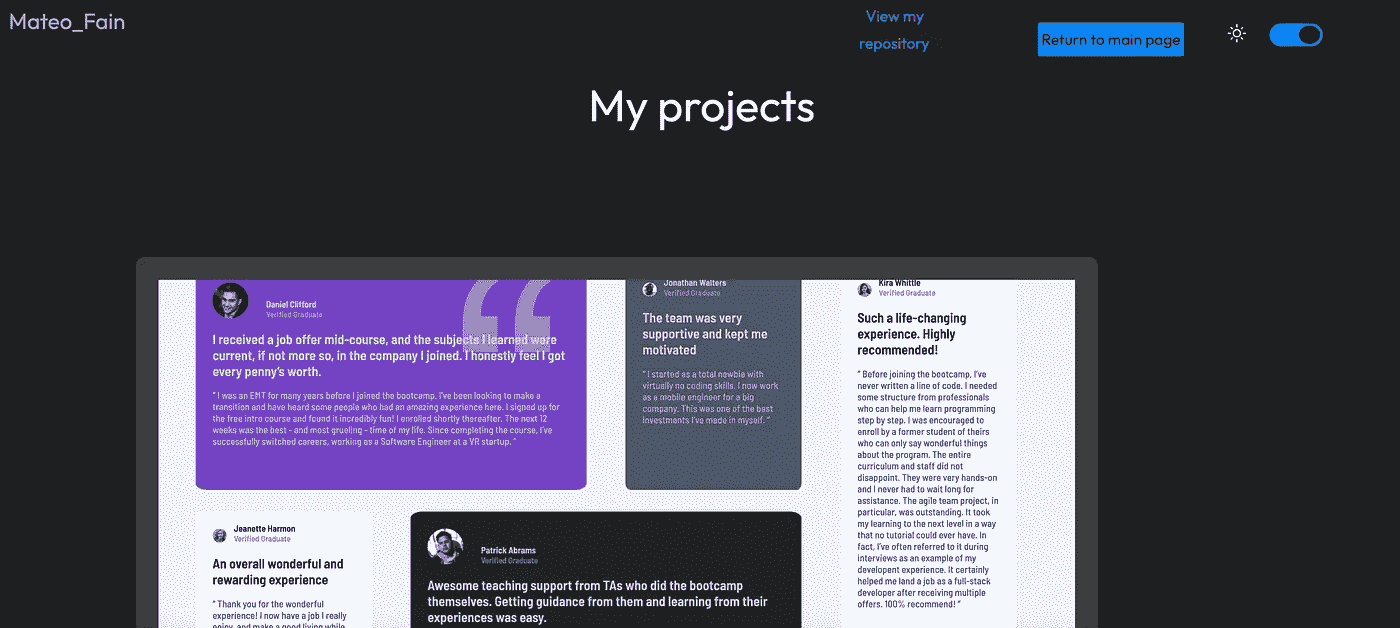 Mateo_Fain
View my
repository
Return to main page
My projects
Daniel Clifford
Verified Graduate
I received a job offer mid-course, and the subjects I learned were
current, if not more so, in the company I joined. I honestly feel I got
every penny’s worth.
“ I was an EMT for many years before I joined the bootcamp. I’ve been looking to make a
transition and have heard some people who had an amazing experience here. I signed up for
the free intro course and found it incredibly fun! I enrolled shortly thereafter. The next 12
weeks was the best - and most grueling - time of my life. Since completing the course, I’ve
successfully switched careers, working as a Software Engineer at a VR startup. ”
Jonathan Walters
Verified Graduate
The team was very
supportive and kept me
motivated
“ I started as a total newbie with
virtually no coding skills. I now work
as a mobile engineer for a big
company. This was one of the best
investments I’ve made in myself. ”
Kira Whittle
Verified Graduate
Such a life-changing
experience. Highly
recommended!
“ Before joining the bootcamp, I’ve
never written a line of code. I needed
some structure from professionals
who can help me learn programming
step by step. I was encouraged to
enroll by a former student of theirs
who can only say wonderful things
about the program. The entire
curriculum and staff did not
disappoint. They were very hands-on
and I never had to wait long for
assistance. The agile team project, in
particular, was outstanding. It took
my learning to the next level in a way
that no tutorial could ever have. In
fact, I’ve often referred to it during
interviews as an example of my
developent experience. It certainly
helped me land a job as a full-stack
developer after receiving multiple
offers. 100% recommend! ”
Jeanette Harmon
Verified Graduate
An overall wonderful and
rewarding experience
“ Thank you for the wonderful
experience! I now have a job I really
enjoy, and make a good living while
Patrick Abrams
Verified Graduate
Awesome teaching support from TAs who did the bootcamp
themselves. Getting guidance from them and learning from their
experiences was easy.